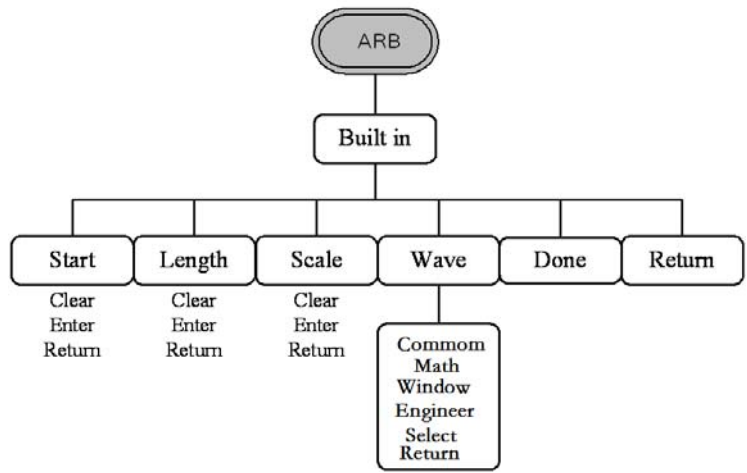 ARB
Built in
Start
Length
Scale
Wave
Done
Return
Clear
Enter
Return
Clear
Enter
Return
Clear
Enter
Return
Commom
Math
Window
Engineer
Select
Return